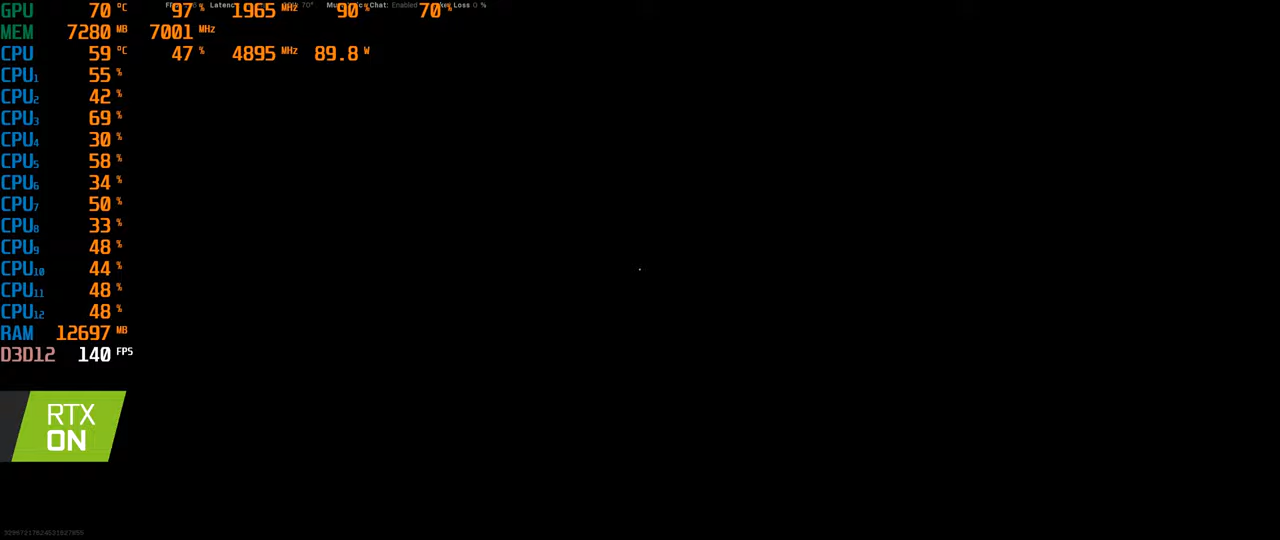 GPU 70 °C 97 % 1965 MHz 90 % 70 %
MEM 7280 MB 7001 MHz
CPU 59 °C 47 % 4895 MHz 89.8 W
CPU1 55 %
CPU2 42 %
CPU3 69 %
CPU4 30 %
CPU5 58 %
CPU6 34 %
CPU7 50 %
CPU8 33 %
CPU9 48 %
CPU10 44 %
CPU11 48 %
CPU12 48 %
RAM 12697 MB
D3D12 140 FPS
RTX
ON